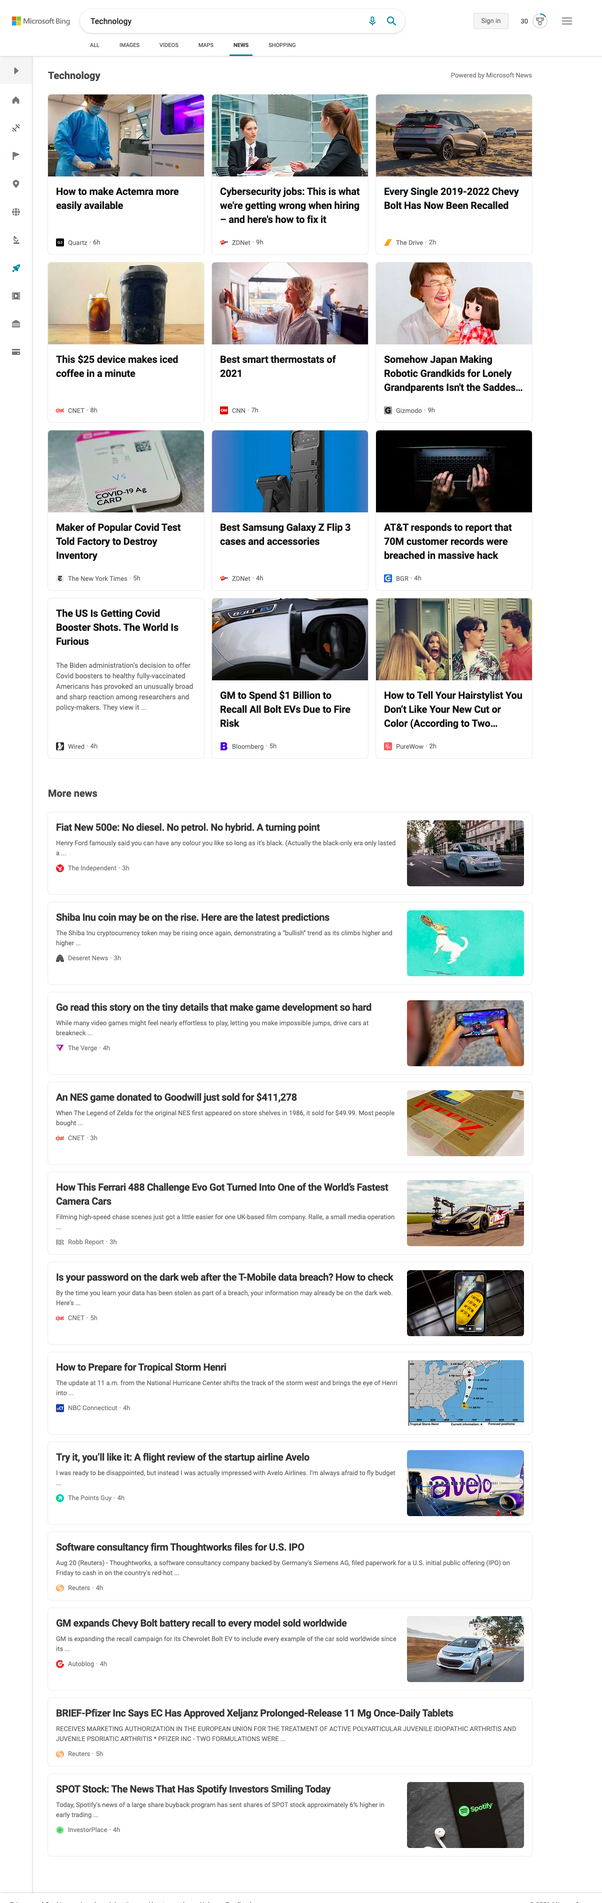 Microsoft Bing
Technology
Sign in
30
ALL IMAGES VIDEOS MAPS NEWS SHOPPING
Technology
Powered by Microsoft News
How to make Actemra more
easily available
Quartz · 6h
Cybersecurity jobs: This is what
we're getting wrong when hiring
– and here's how to fix it
ZDNet · 9h
Every Single 2019-2022 Chevy
Bolt Has Now Been Recalled
The Drive · 2h
This $25 device makes iced
coffee in a minute
CNET · 8h
Best smart thermostats of
2021
CNN · 7h
Somehow Japan Making
Robotic Grandkids for Lonely
Grandparents Isn't the Saddes...
Gizmodo · 9h
COVID-19 Ag
CARD
Maker of Popular Covid Test
Told Factory to Destroy
Inventory
The New York Times · 5h
Best Samsung Galaxy Z Flip 3
cases and accessories
ZDNet · 4h
AT&T responds to report that
70M customer records were
breached in massive hack
BGR · 4h
The US Is Getting Covid
Booster Shots. The World Is
Furious
The Biden administration's decision to offer
Covid boosters to healthy fully-vaccinated
Americans has provoked an unusually broad
and sharp reaction among researchers and
policy-makers. They view it ...
Wired · 4h
GM to Spend $1 Billion to
Recall All Bolt EVs Due to Fire
Risk
Bloomberg · 5h
How to Tell Your Hairstylist You
Don't Like Your New Cut or
Color (According to Two...
PureWow · 2h
More news
Fiat New 500e: No diesel. No petrol. No hybrid. A turning point
Henry Ford famously said you can have any colour you like so long as it's black. (Actually the black-only era only lasted
a ...
The Independent · 3h
Shiba Inu coin may be on the rise. Here are the latest predictions
The Shiba Inu cryptocurrency token may be rising once again, demonstrating a "bullish" trend as its climbs higher and
higher ...
Deseret News · 3h
Go read this story on the tiny details that make game development so hard
While many video games might feel nearly effortless to play, letting you make impossible jumps, drive cars at
breakneck ...
The Verge · 4h
An NES game donated to Goodwill just sold for $411,278
When The Legend of Zelda for the original NES first appeared on store shelves in 1986, it sold for $49.99. Most people
bought ...
CNET · 3h
How This Ferrari 488 Challenge Evo Got Turned Into One of the World's Fastest
Camera Cars
Filming high-speed chase scenes just got a little easier for one UK-based film company. Ralle, a small media operation
...
Robb Report · 3h
Is your password on the dark web after the T-Mobile data breach? How to check
By the time you learn your data has been stolen as part of a breach, your information may already be on the dark web.
Here's ...
CNET · 5h
How to Prepare for Tropical Storm Henri
The update at 11 a.m. from the National Hurricane Center shifts the track of the storm west and brings the eye of Henri
into ...
NBC Connecticut · 4h
Try it, you'll like it: A flight review of the startup airline Avelo
I was ready to be disappointed, but instead I was actually impressed with Avelo Airlines. I'm always afraid to fly budget
...
The Points Guy · 4h
avelo
Software consultancy firm Thoughtworks files for U.S. IPO
Aug 20 (Reuters) - Thoughtworks, a software consultancy company backed by Germany's Siemens AG, filed paperwork for a U.S. initial public offering (IPO) on
Friday to cash in on the country's red-hot ...
Reuters · 4h
GM expands Chevy Bolt battery recall to every model sold worldwide
GM is expanding the recall campaign for its Chevrolet Bolt EV to include every example of the car sold worldwide since
its ...
Autoblog · 4h
BRIEF-Pfizer Inc Says EC Has Approved Xeljanz Prolonged-Release 11 Mg Once-Daily Tablets
RECEIVES MARKETING AUTHORIZATION IN THE EUROPEAN UNION FOR THE TREATMENT OF ACTIVE POLYARTICULAR JUVENILE IDIOPATHIC ARTHRITIS AND
JUVENILE PSORIATIC ARTHRITIS * PFIZER INC - TWO FORMULATIONS WERE ...
Reuters · 5h
SPOT Stock: The News That Has Spotify Investors Smiling Today
Today, Spotify's news of a large share buyback program has sent shares of SPOT stock approximately 6% higher in
early trading ...
InvestorPlace · 4h
Spotify